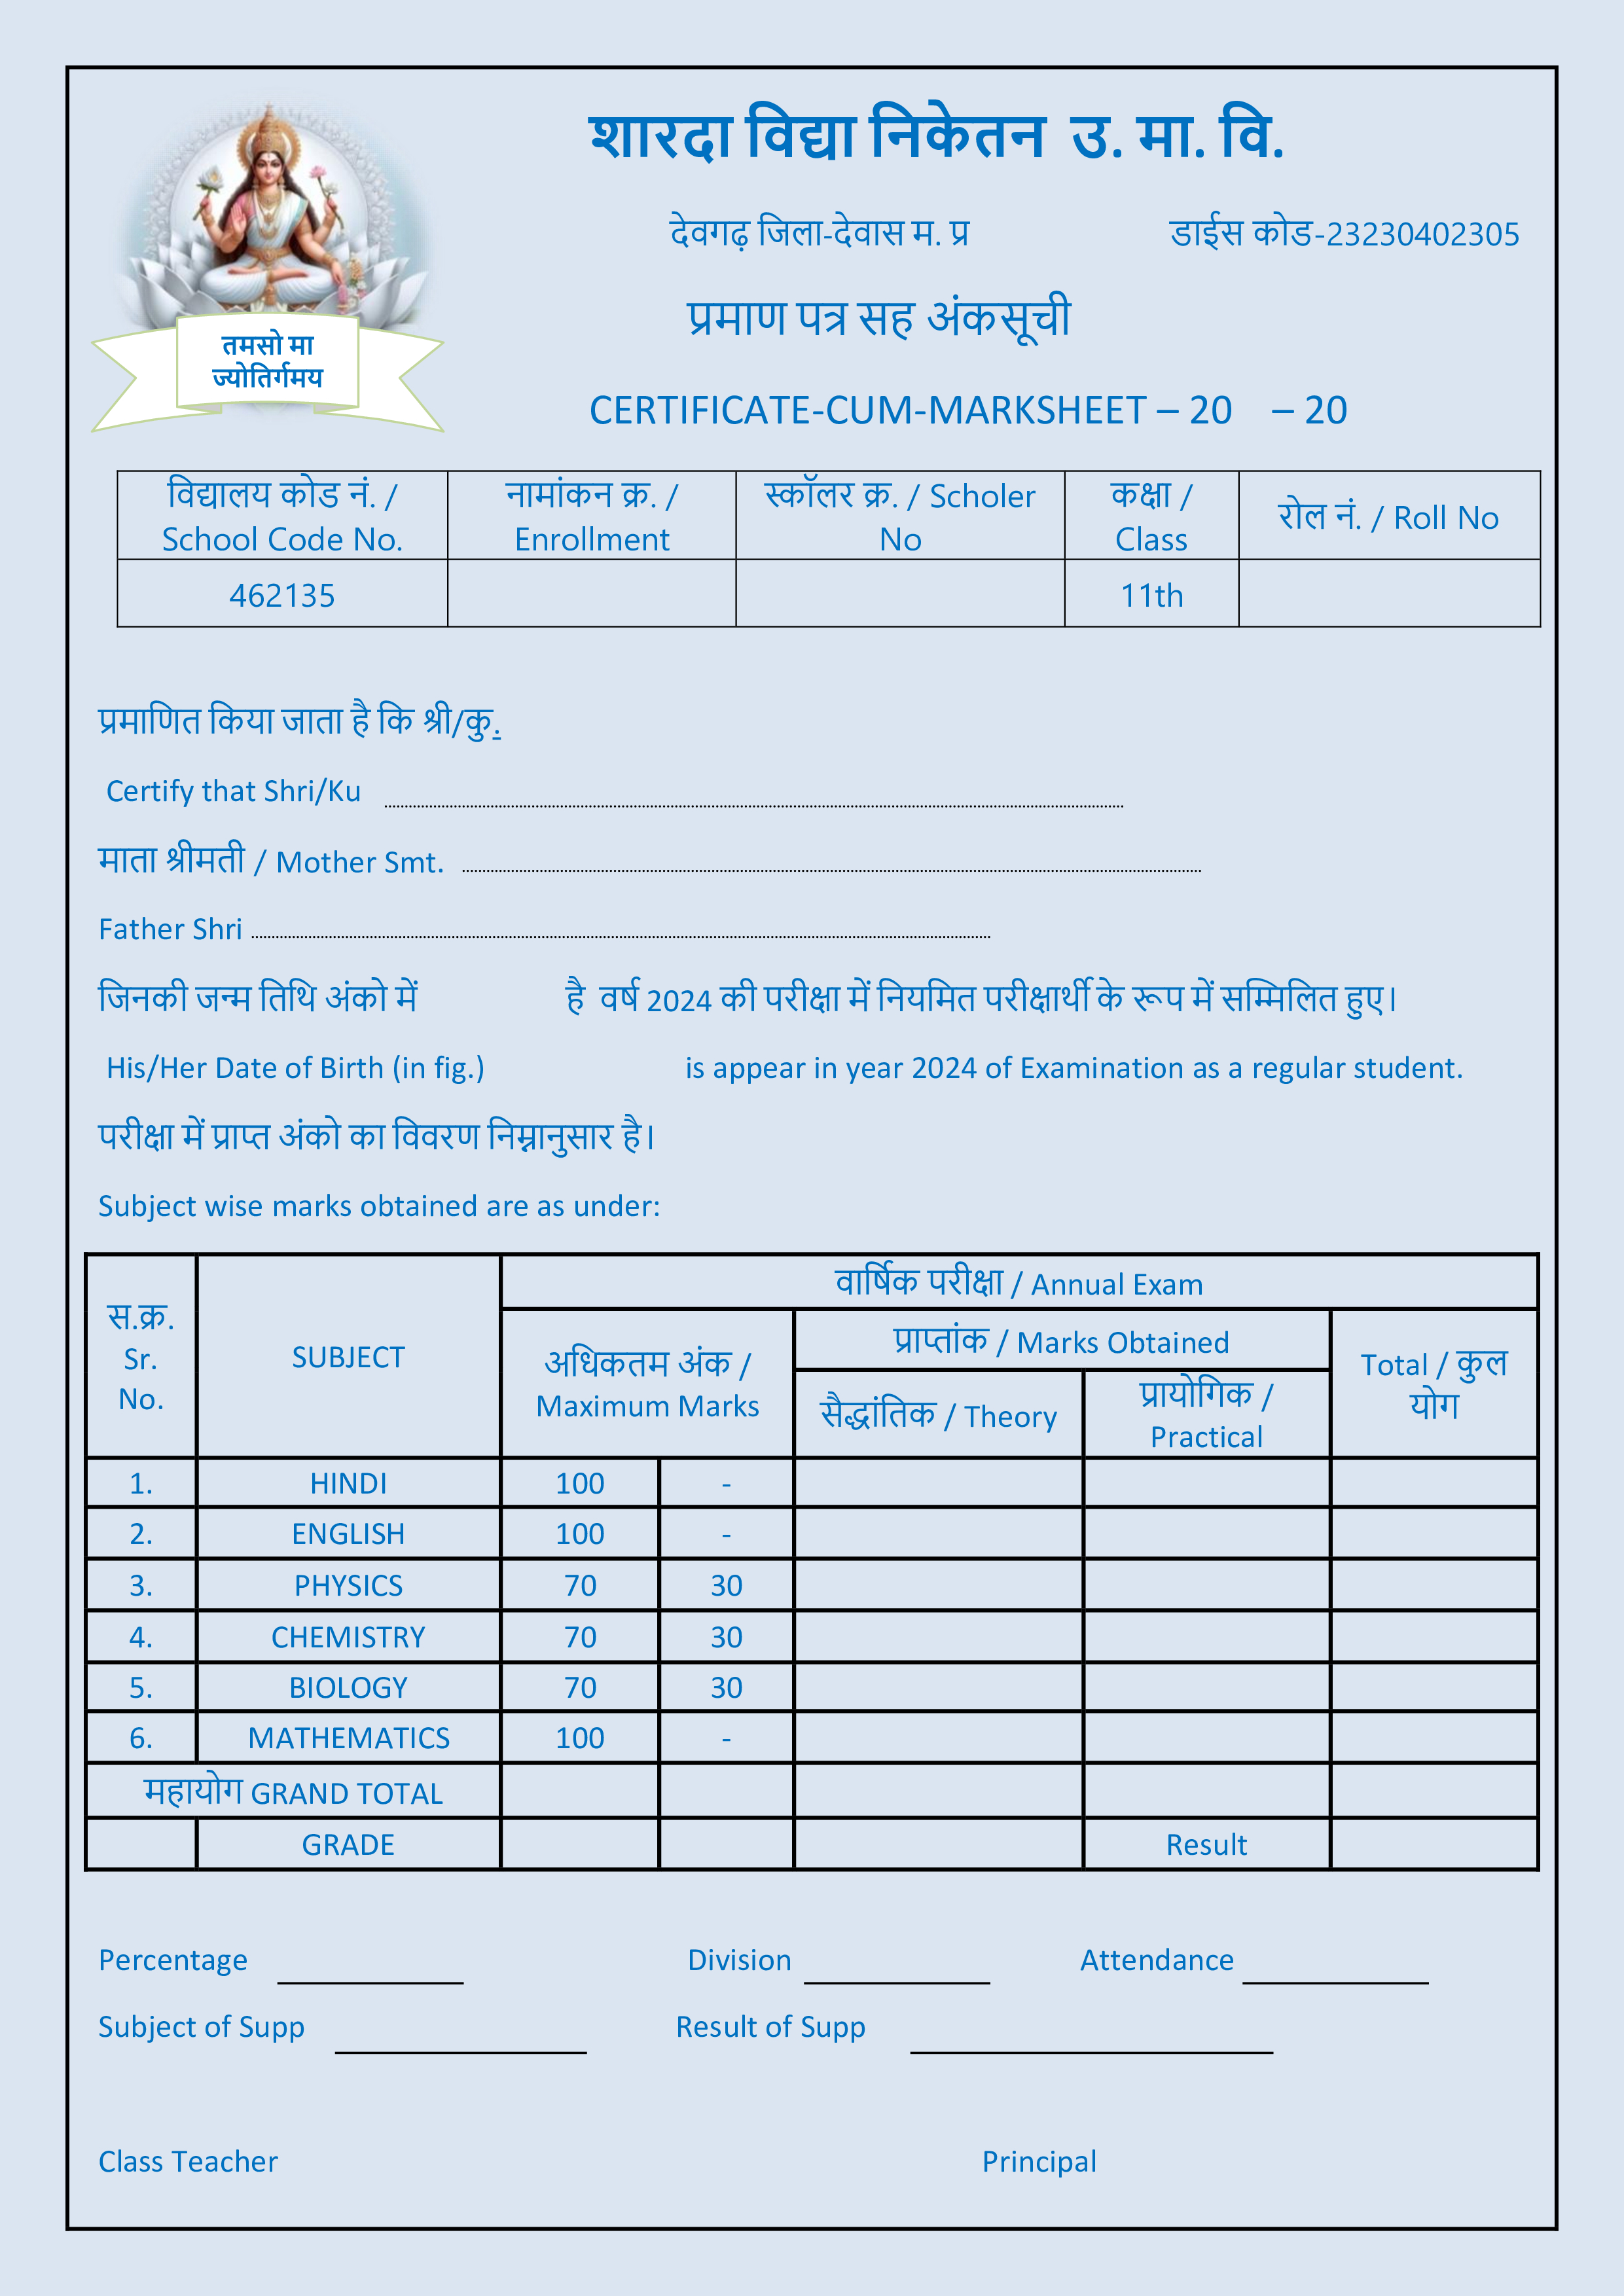 शारदा विद्या निकेतन उ. मा. वि.
देवगढ़ जिला-देवास म. प्र डाईस कोड-23230402305
प्रमाण पत्र सह अंकसूची
तमसो मा
ज्योतिर्गमय
CERTIFICATE-CUM-MARKSHEET – 20 – 20
विद्यालय कोड नं. / School Code No. नामांकन क्र. / Enrollment स्कॉलर क्र. / Scholer No कक्षा / Class रोल नं. / Roll No
462135 11th
प्रमाणित किया जाता है कि श्री/कु.
Certify that Shri/Ku
माता श्रीमती / Mother Smt.
Father Shri
जिनकी जन्म तिथि अंको में है वर्ष 2024 की परीक्षा में नियमित परीक्षार्थी के रूप में सम्मिलित हुए।
His/Her Date of Birth (in fig.) is appear in year 2024 of Examination as a regular student.
परीक्षा में प्राप्त अंको का विवरण निम्नानुसार है।
Subject wise marks obtained are as under:
स.क्र. Sr. No. SUBJECT वार्षिक परीक्षा / Annual Exam
अधिकतम अंक / Maximum Marks प्राप्तांक / Marks Obtained Total / कुल योग
सैद्धांतिक / Theory प्रायोगिक / Practical
1. HINDI 100 -
2. ENGLISH 100 -
3. PHYSICS 70 30
4. CHEMISTRY 70 30
5. BIOLOGY 70 30
6. MATHEMATICS 100 -
महायोग GRAND TOTAL
GRADE Result
Percentage Division Attendance
Subject of Supp Result of Supp
Class Teacher Principal